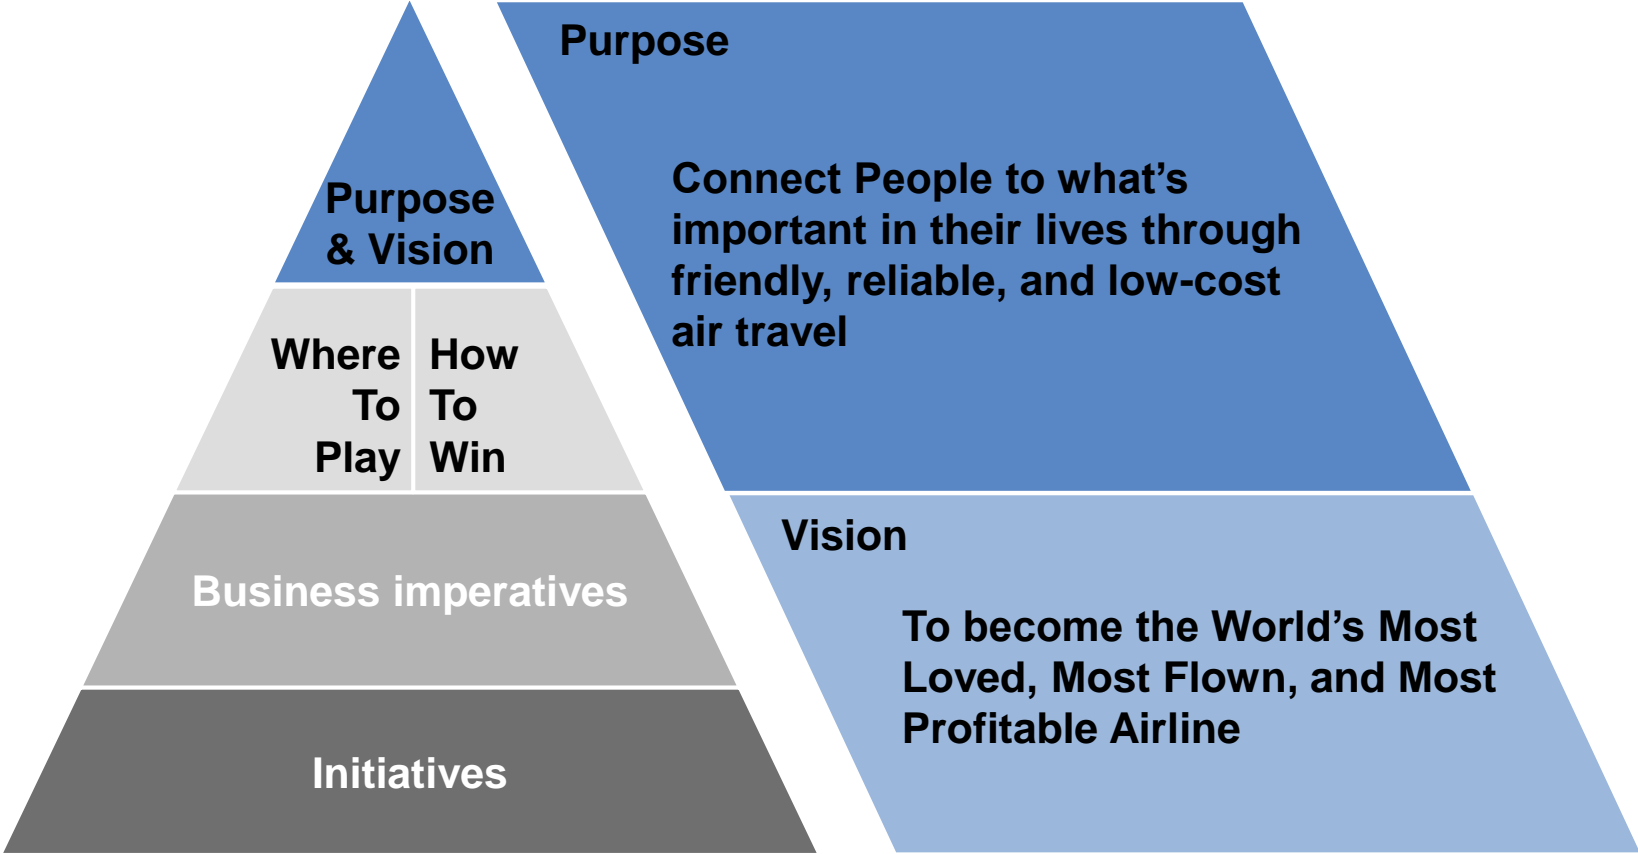 Purpose
& Vision
Where
To
Play
How
To
Win
Business imperatives
Initiatives
Purpose
Connect People to what’s
important in their lives through
friendly, reliable, and low-cost
air travel
Vision
To become the World’s Most
Loved, Most Flown, and Most
Profitable Airline